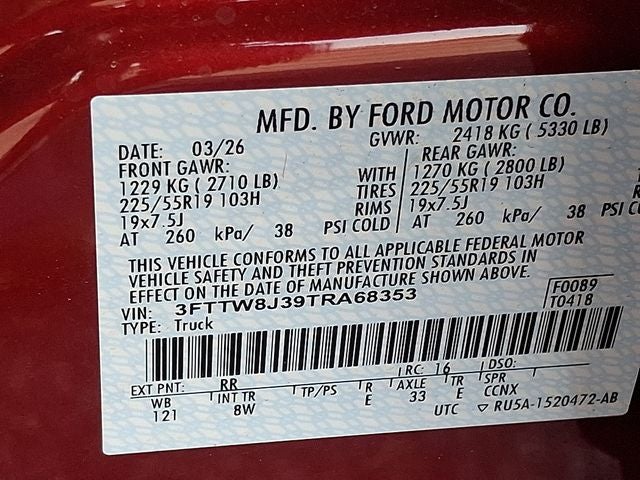 MFD. BY FORD MOTOR CO.
DATE: 03/26 GVWR: 2418 KG ( 5330 LB)
FRONT GAWR: REAR GAWR:
1229 KG ( 2710 LB) WITH 1270 KG ( 2800 LB)
225/55R19 103H TIRES 225/55R19 103H
19x7.5J RIMS 19x7.5J
AT 260 kPa/ 38 PSI COLD AT 260 kPa/ 38 PSI COL
THIS VEHICLE CONFORMS TO ALL APPLICABLE FEDERAL MOTOR
VEHICLE SAFETY AND THEFT PREVENTION STANDARDS IN
EFFECT ON THE DATE OF MANUFACTURE SHOWN ABOVE.
VIN: 3FTTW8J39TRA68353 F0089
TYPE: Truck T0418
EXT PNT: RR RC: 16 DSO:
WB INT TR TP/PS R AXLE TR SPR
121 8W E 33 E CCNX
UTC ▽ RU5A-1520472-AB